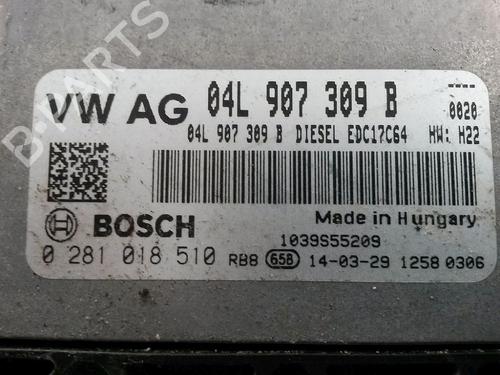 B-PARTS
----
VW AG 04L 907 309 B 0020
04L 907 309 B DIESEL EDC17C64 HW: H22
BOSCH Made in Hungary
1039S55209
0 281 018 510 RB8 658 14-03-29 1258 0306